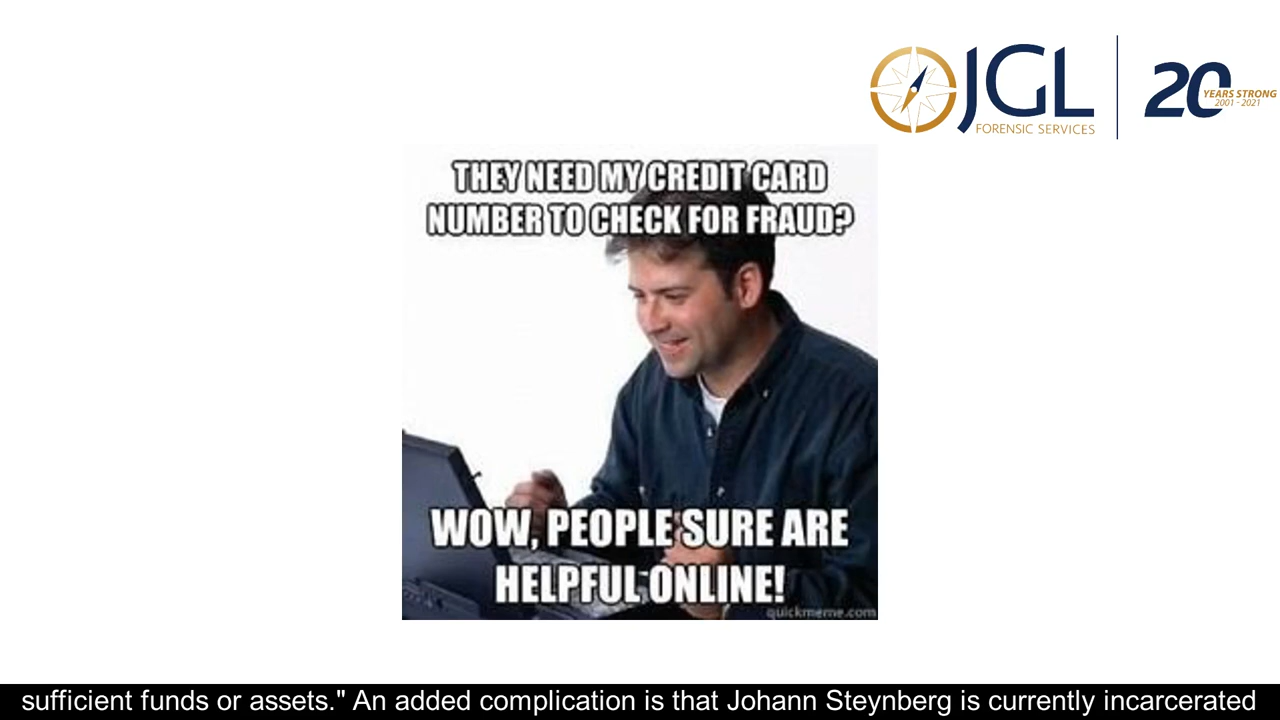 JGL
FORENSIC SERVICES
20
YEARS STRONG
2001 - 2021
THEY NEED MY CREDIT CARD
NUMBER TO CHECK FOR FRAUD?
WOW, PEOPLE SURE ARE
HELPFUL ONLINE!
quickmeme.com
sufficient funds or assets." An added complication is that Johann Steynberg is currently incarcerated